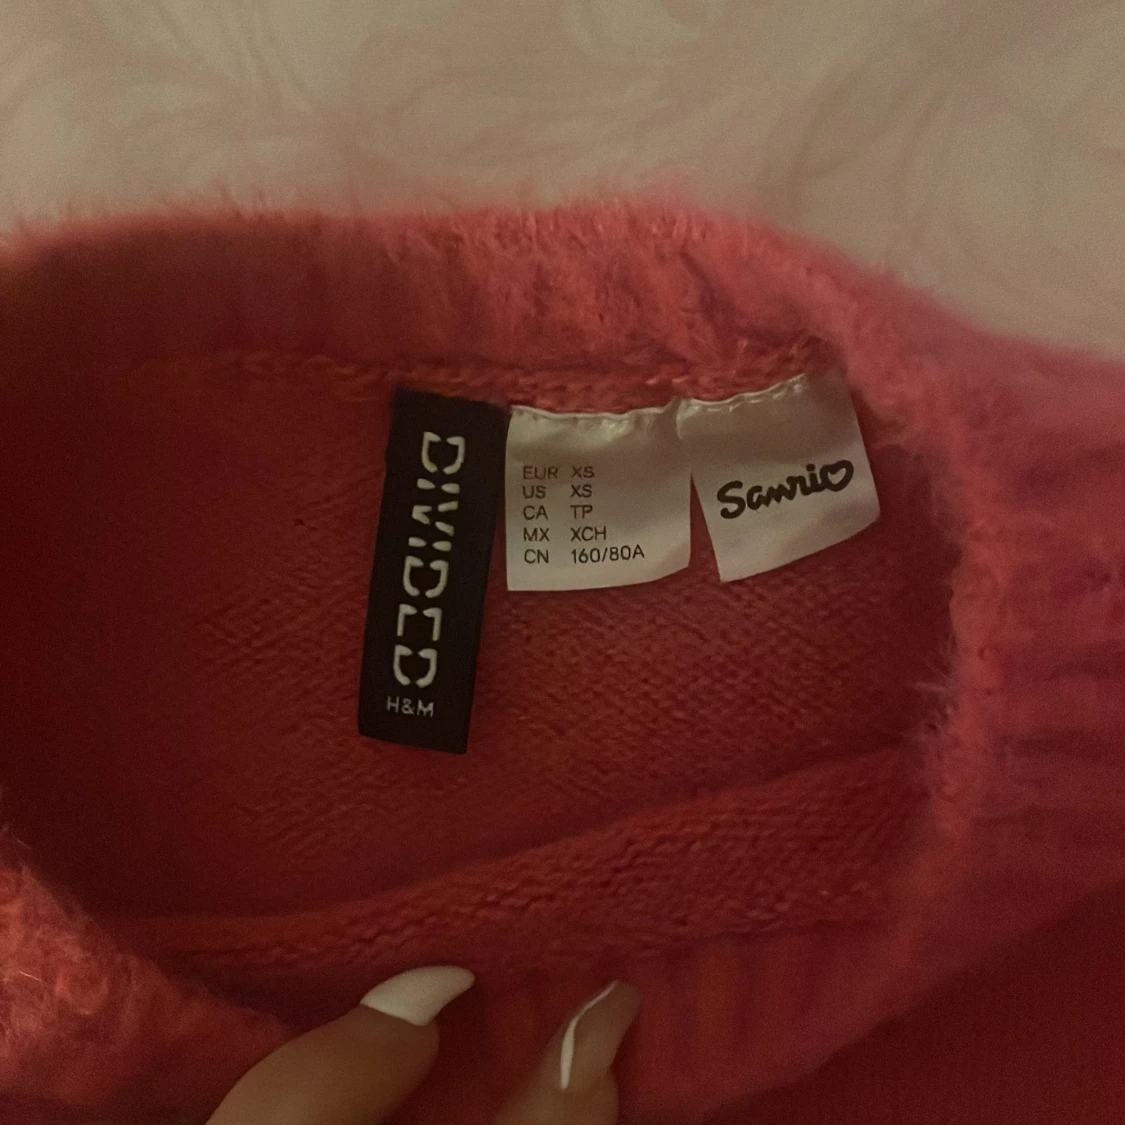 DIVIDED
H&M
EUR XS
US XS
CA TP
MX XCH
CN 160/80A
Sanrio